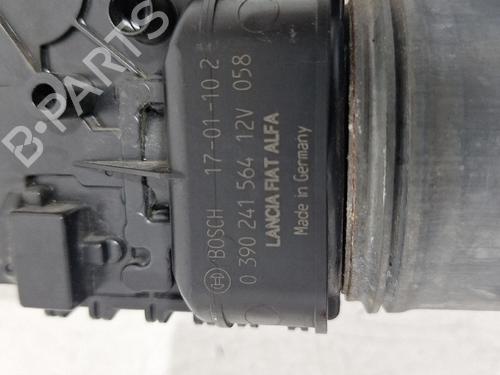 BOSCH 17-01-10 2
0 390 241 564 12V 058
LANCIA FIAT ALFA
Made in Germany
B-PARTS